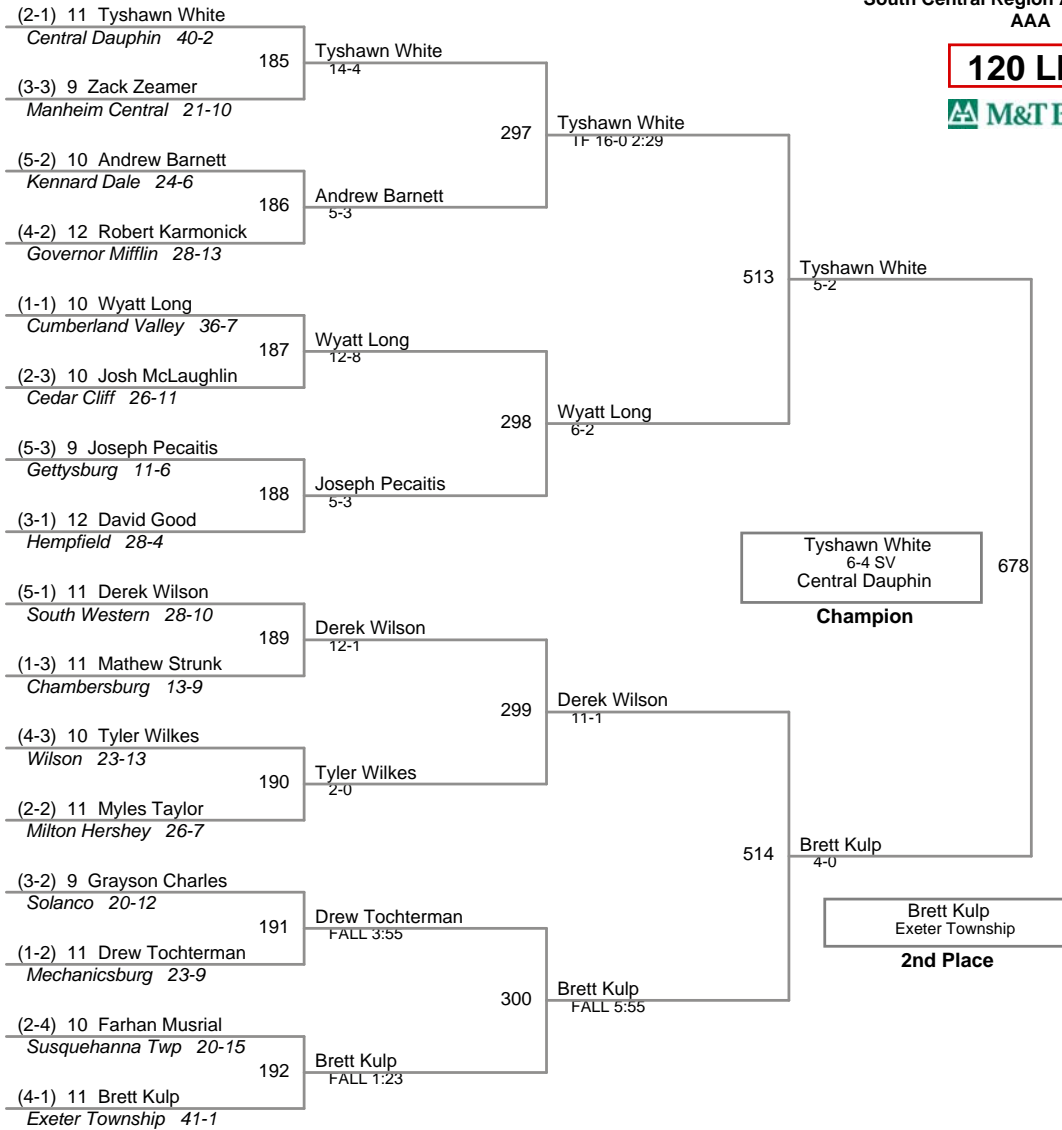 South Central Region
AAA
120
M&T
(2-1) 11 Tyshawn White
Central Dauphin 40-2
185
Tyshawn White
14-4
(3-3) 9 Zack Zeamer
Manheim Central 21-10
297
Tyshawn White
TF 16-0 2:29
(5-2) 10 Andrew Barnett
Kennard Dale 24-6
186
Andrew Barnett
5-3
(4-2) 12 Robert Karmonick
Governor Mifflin 28-13
513
Tyshawn White
5-2
(1-1) 10 Wyatt Long
Cumberland Valley 36-7
187
Wyatt Long
12-8
(2-3) 10 Josh McLaughlin
Cedar Cliff 26-11
298
Wyatt Long
6-2
(5-3) 9 Joseph Pecaitis
Gettysburg 11-6
188
Joseph Pecaitis
5-3
(3-1) 12 David Good
Hempfield 28-4
Tyshawn White
6-4 SV
Central Dauphin
678
Champion
(5-1) 11 Derek Wilson
South Western 28-10
189
Derek Wilson
12-1
(1-3) 11 Mathew Strunk
Chambersburg 13-9
299
Derek Wilson
11-1
(4-3) 10 Tyler Wilkes
Wilson 23-13
190
Tyler Wilkes
2-0
(2-2) 11 Myles Taylor
Milton Hershey 26-7
514
Brett Kulp
4-0
(3-2) 9 Grayson Charles
Solanco 20-12
191
Drew Tochterman
FALL 3:55
(1-2) 11 Drew Tochterman
Mechanicsburg 23-9
Brett Kulp
Exeter Township
2nd Place
300
Brett Kulp
FALL 5:55
(2-4) 10 Farhan Musrial
Susquehanna Twp 20-15
192
Brett Kulp
FALL 1:23
(4-1) 11 Brett Kulp
Exeter Township 41-1